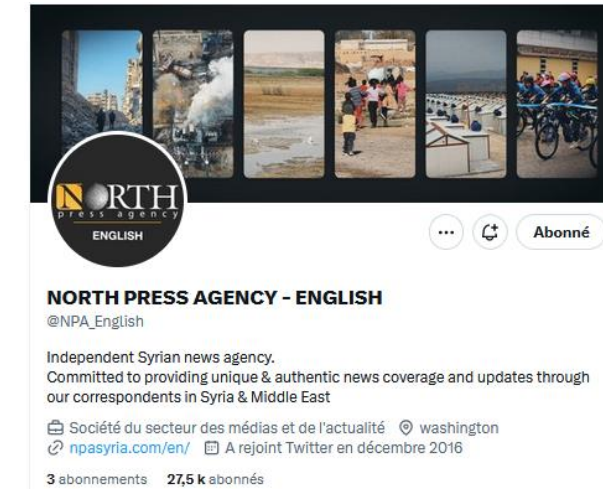 NORTH
press agency
ENGLISH
Abonné
NORTH PRESS AGENCY - ENGLISH
@NPA_English
Independent Syrian news agency.
Committed to providing unique & authentic news coverage and updates through
our correspondents in Syria & Middle East
Société du secteur des médias et de l'actualité washington
npasyria.com/en/ A rejoint Twitter en décembre 2016
3 abonnements 27,5 k abonnés